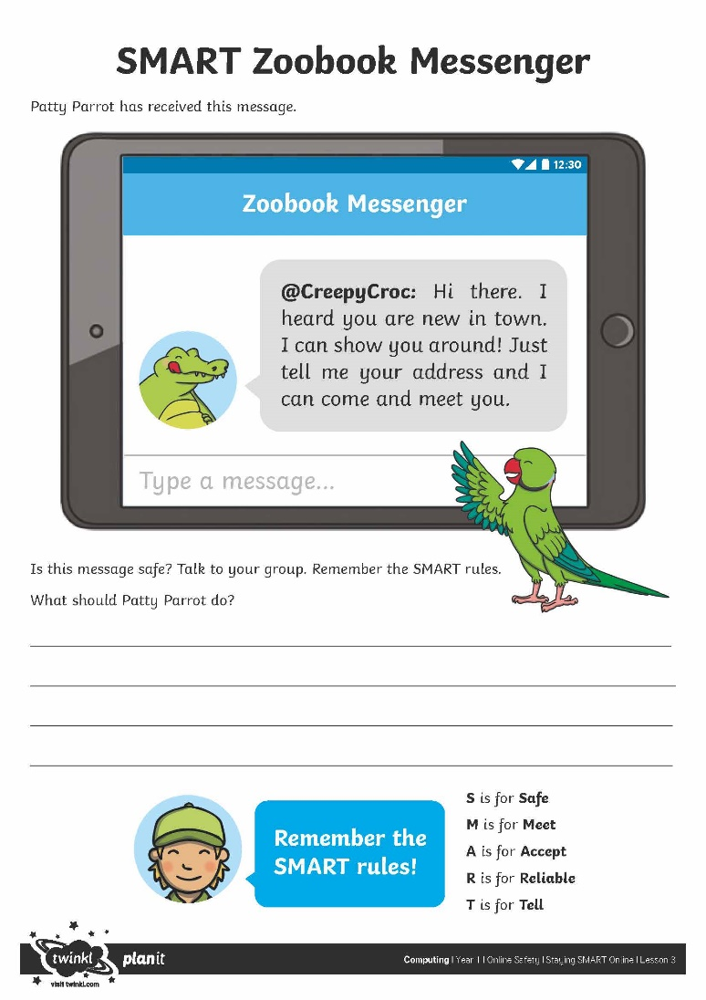 SMART Zoobook Messenger
Patty Parrot has received this message.
12:30
Zoobook Messenger
@CreepyCroc: Hi there. I
heard you are new in town.
I can show you around! Just
tell me your address and I
can come and meet you.
Type a message...
Is this message safe? Talk to your group. Remember the SMART rules.
What should Patty Parrot do?
Remember the
SMART rules!
S is for Safe
M is for Meet
A is for Accept
R is for Reliable
T is for Tell
twinkl planit
visit twinkl.com
Computing | Year 1 | Online Safety | Staying SMART Online | Lesson 3